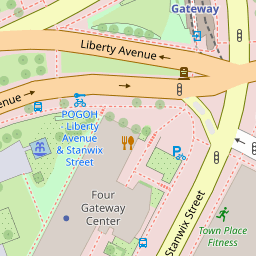 Gateway
Liberty Avenue
enue
POGOH
Liberty
Avenue
& Stanwix
Street
Four
Gateway
Center
Stanwix Street
Town Place
Fitness